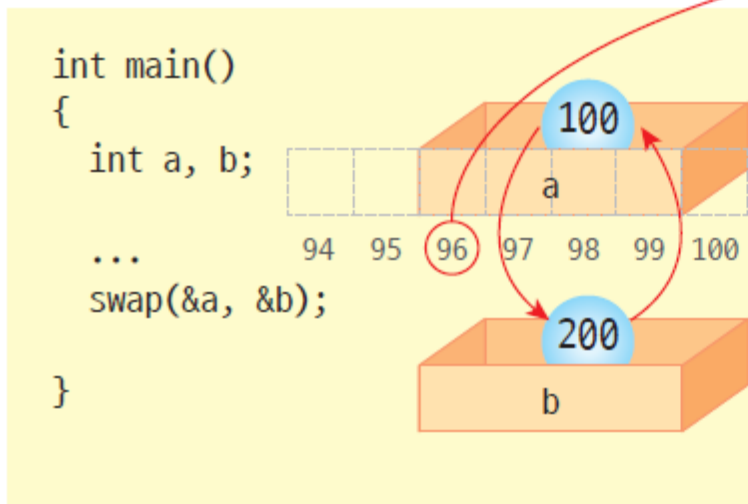 int main()
{
int a, b;
100
a
...
94 95 96 97 98 99 100
swap(&a, &b);
200
b
}